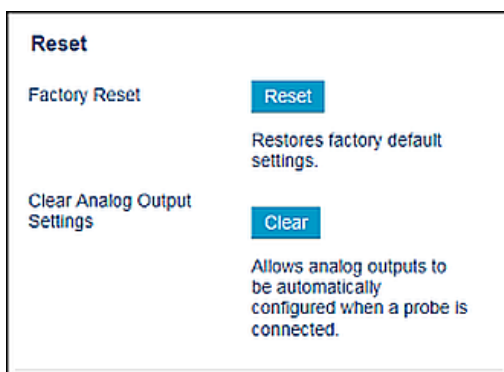 Reset
Factory Reset
Reset
Restores factory default
settings.
Clear Analog Output
Settings
Clear
Allows analog outputs to
be automatically
configured when a probe is
connected.